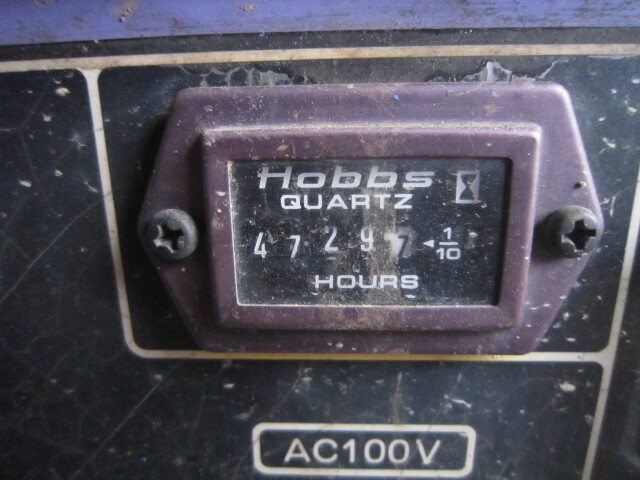 Hobbs
QUARTZ
47297 ◄1/10
HOURS
AC100V